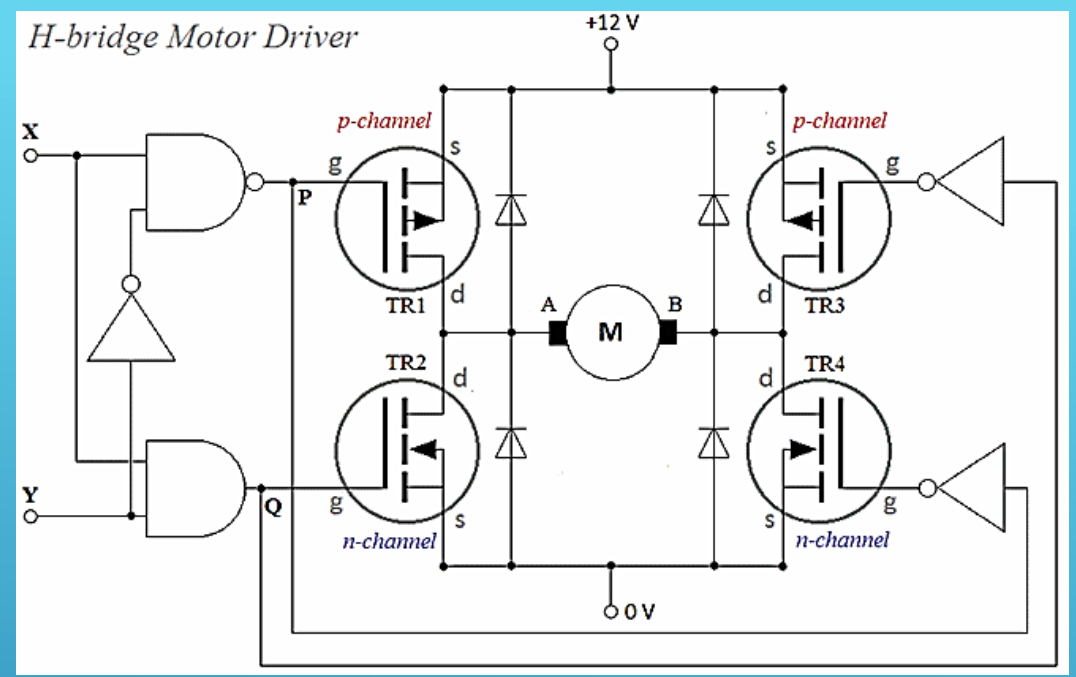 H-bridge Motor Driver
+12 V
X
p-channel
p-channel
g
s
s
g
P
TR1
d
A
M
B
d
TR3
TR2
d
d
TR4
Y
Q
g
s
s
g
n-channel
n-channel
0 V